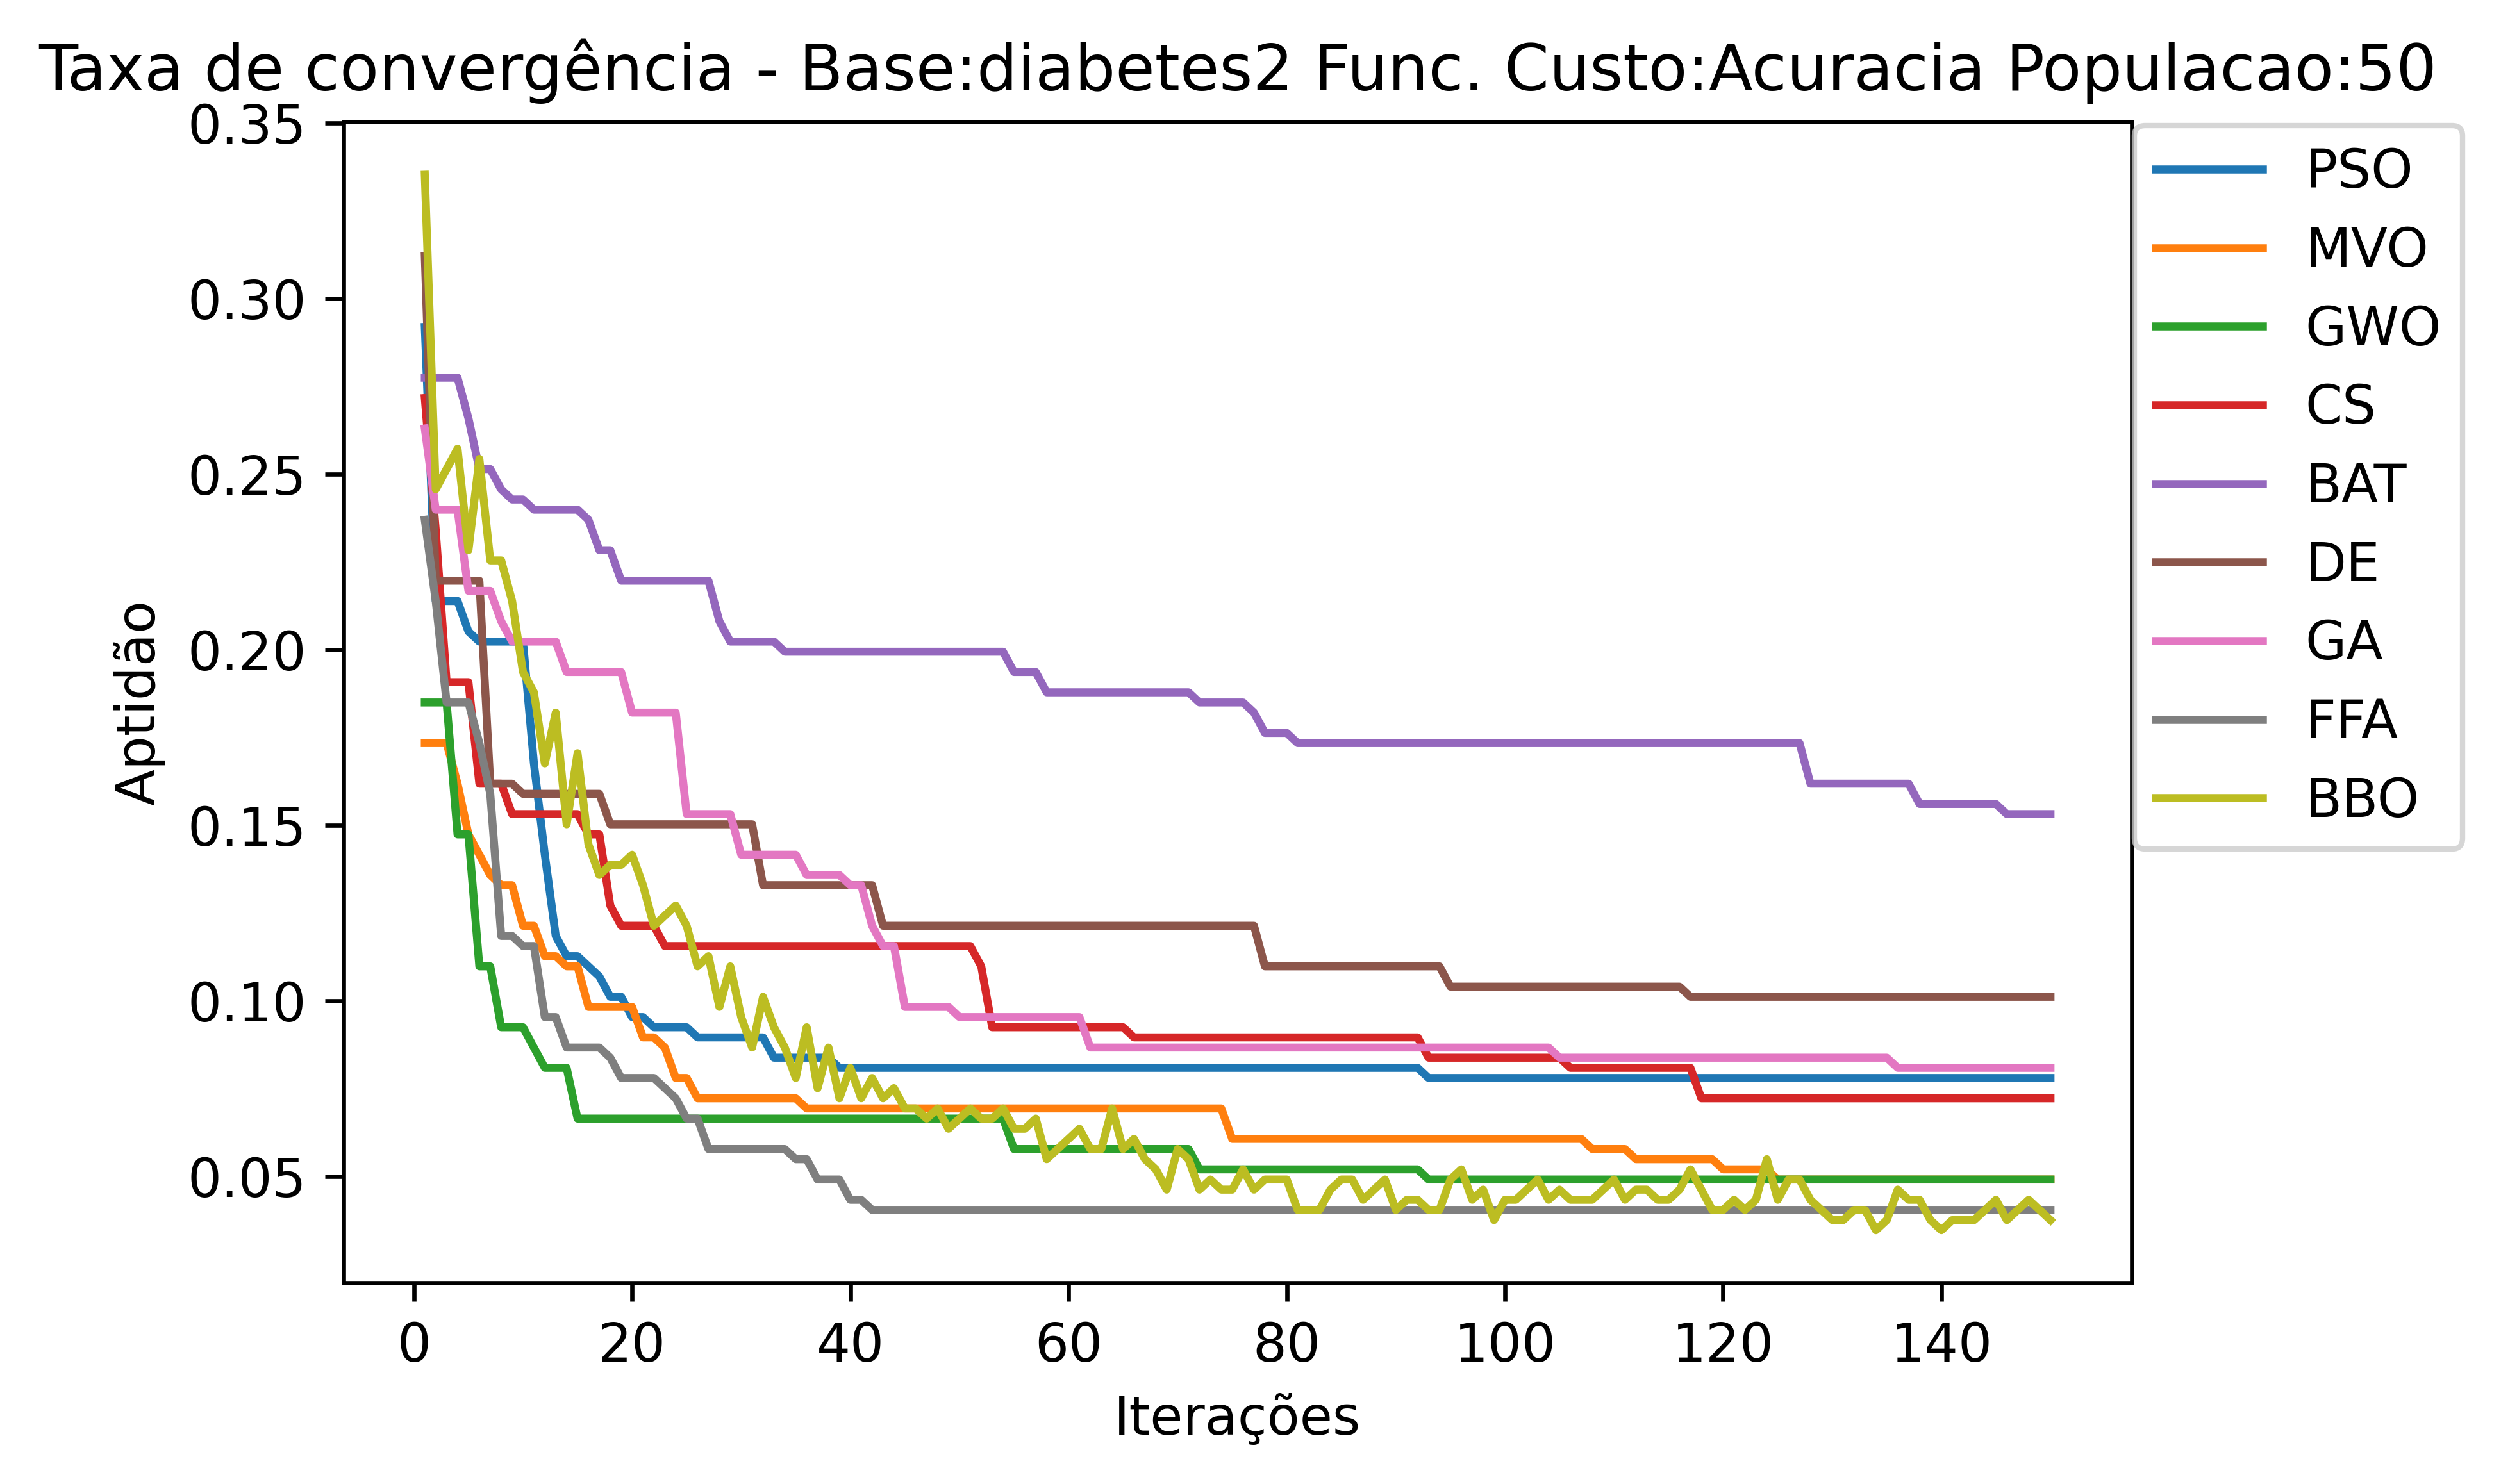 Taxa de convergência - Base:diabetes2 Func. Custo:Acuracia Populacao:50
0.35
0.30
0.25
0.20
0.15
0.10
0.05
Aptidão
0 20 40 60 80 100 120 140
Iterações
PSO
MVO
GWO
CS
BAT
DE
GA
FFA
BBO